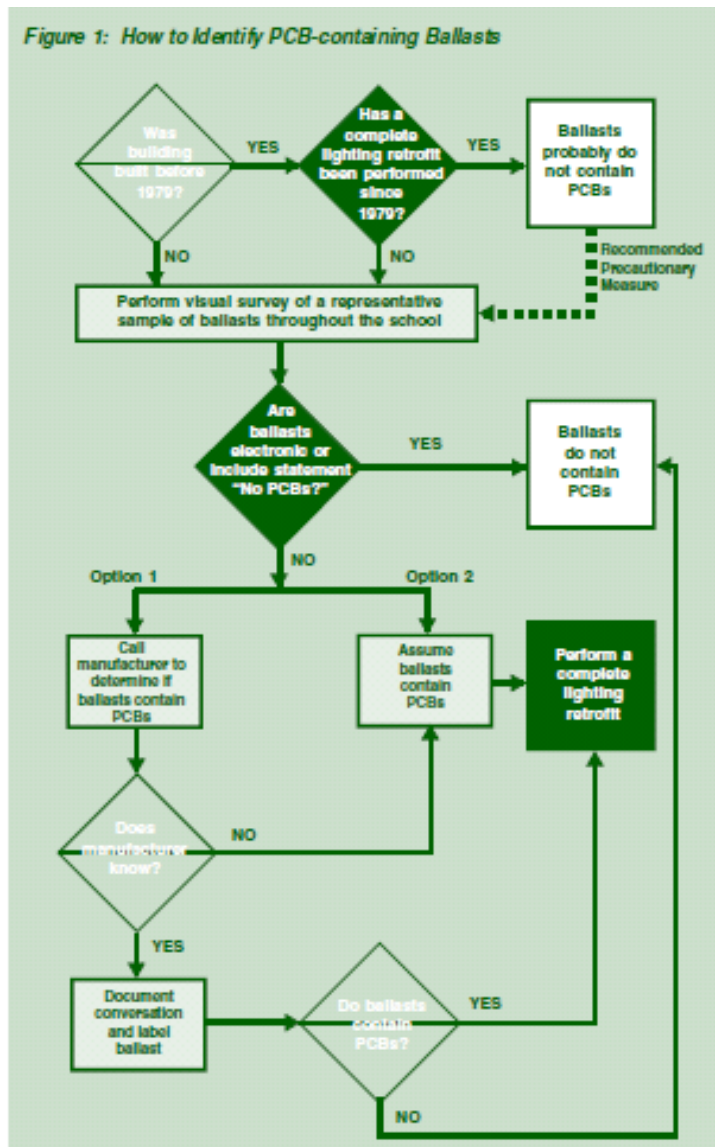 Figure 1: How to Identify PCB-containing Ballasts
Was
building
built before
1979?
YES
Has a
complete
lighting retrofit
been performed
since
1979?
YES
Ballasts
probably do
not contain
PCBs
NO
NO
Recommended
Precautionary
Measure
Perform visual survey of a representative
sample of ballasts throughout the school
Are
ballasts
electronic or
include statement
“No PCBs?”
YES
Ballasts
do not
contain
PCBs
NO
Option 1
Option 2
Call
manufacturer to
determine if
ballasts contain
PCBs
Assume
ballasts
contain
PCBs
Perform a
complete
lighting
retrofit
Does
manufacturer
know?
NO
YES
Document
conversation
and label
ballast
Do ballasts
contain
PCBs?
YES
NO